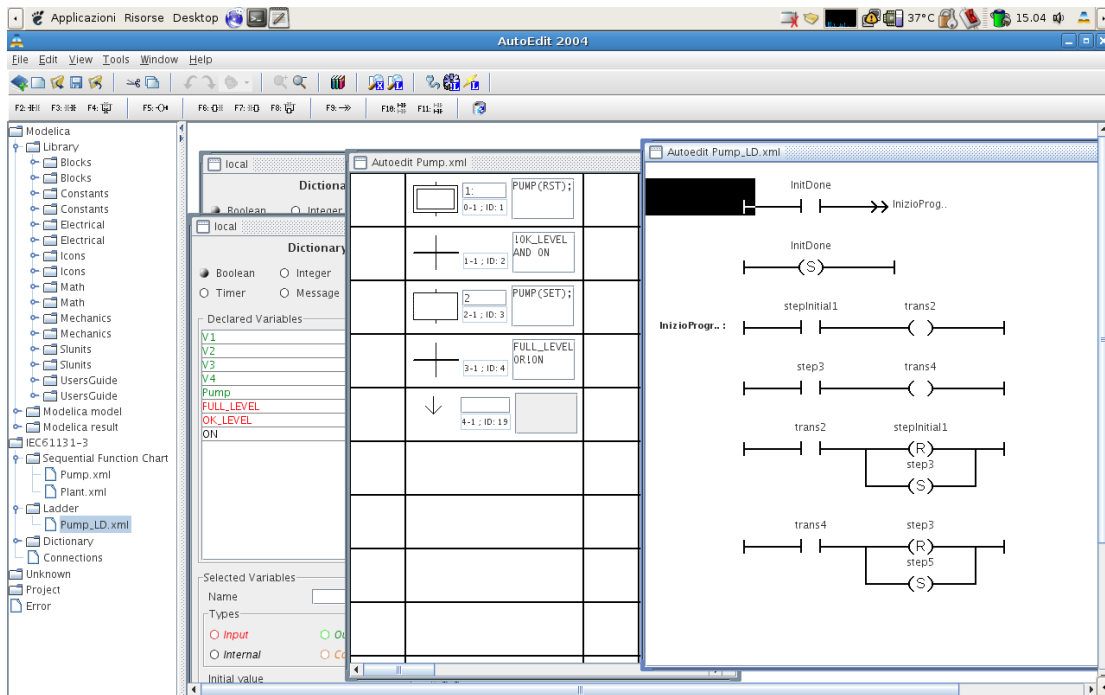 Applicazioni Risorse Desktop
37°C
15.04
AutoEdit 2004
File Edit View Tools Window Help
F2: F3: F4: F5: F6: F7: F8: F9: F10: F11:
Modelica
Library
Blocks
Blocks
Constants
Constants
Electrical
Electrical
Icons
Icons
Math
Math
Mechanics
Mechanics
SIunits
SIunits
UsersGuide
UsersGuide
Modelica model
Modelica result
IEC61131-3
Sequential Function Chart
Pump.xml
Plant.xml
Ladder
Pump_LD.xml
Dictionary
Connections
Unknown
Project
Error
local
Dictiona
Boolean Integer
local
Dictionary
Boolean Integer
Timer Message
Declared Variables
V1
V2
V3
V4
Pump
FULL_LEVEL
OK_LEVEL
ON
Selected Variables
Name
Types
Input Ou
Internal Co
Initial value
Autoedit Pump.xml
1:
0-1 ; ID: 1
PUMP(RST);
1-1 ; ID: 2
!OK_LEVEL
AND ON
2
2-1 ; ID: 3
PUMP(SET);
3-1 ; ID: 4
FULL_LEVEL
OR!ON
4-1 ; ID: 19
Autoedit Pump_LD.xml
InitDone
InizioProg..
InitDone
(S)
stepInitial1 trans2
InizioProgr.. :
( )
step3 trans4
( )
trans2 stepInitial1
(R)
step3
(S)
trans4 step3
(R)
step5
(S)